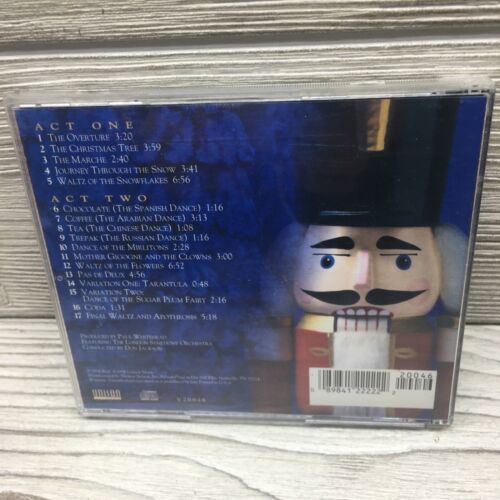 ACT ONE
1 THE OVERTURE 3:20
2 THE CHRISTMAS TREE 3:59
3 THE MARCHE 2:40
4 JOURNEY THROUGH THE SNOW 3:41
5 WALTZ OF THE SNOWFLAKES 6:56
ACT TWO
6 CHOCOLATE (THE SPANISH DANCE) 1:16
7 COFFEE (THE ARABIAN DANCE) 3:13
8 TEA (THE CHINESE DANCE) 1:08
9 TREPAK (THE RUSSIAN DANCE) 1:16
10 DANCE OF THE MIRLITONS 2:28
11 MOTHER GIGOGNE AND THE CLOWNS 3:00
12 WALTZ OF THE FLOWERS 6:52
13 PAS DE DEUX 4:56
14 VARIATION ONE: TARANTULA 0:48
15 VARIATION TWO:
DANCE OF THE SUGAR PLUM FAIRY 2:16
16 CODA 1:31
17 FINAL WALTZ AND APOTHEOSIS 5:18
PRODUCED BY PAUL WHITEHEAD
FEATURING THE LONDON SYMPHONY ORCHESTRA
CONDUCTED BY DON JACKSON
20046
0 89841 22222 2